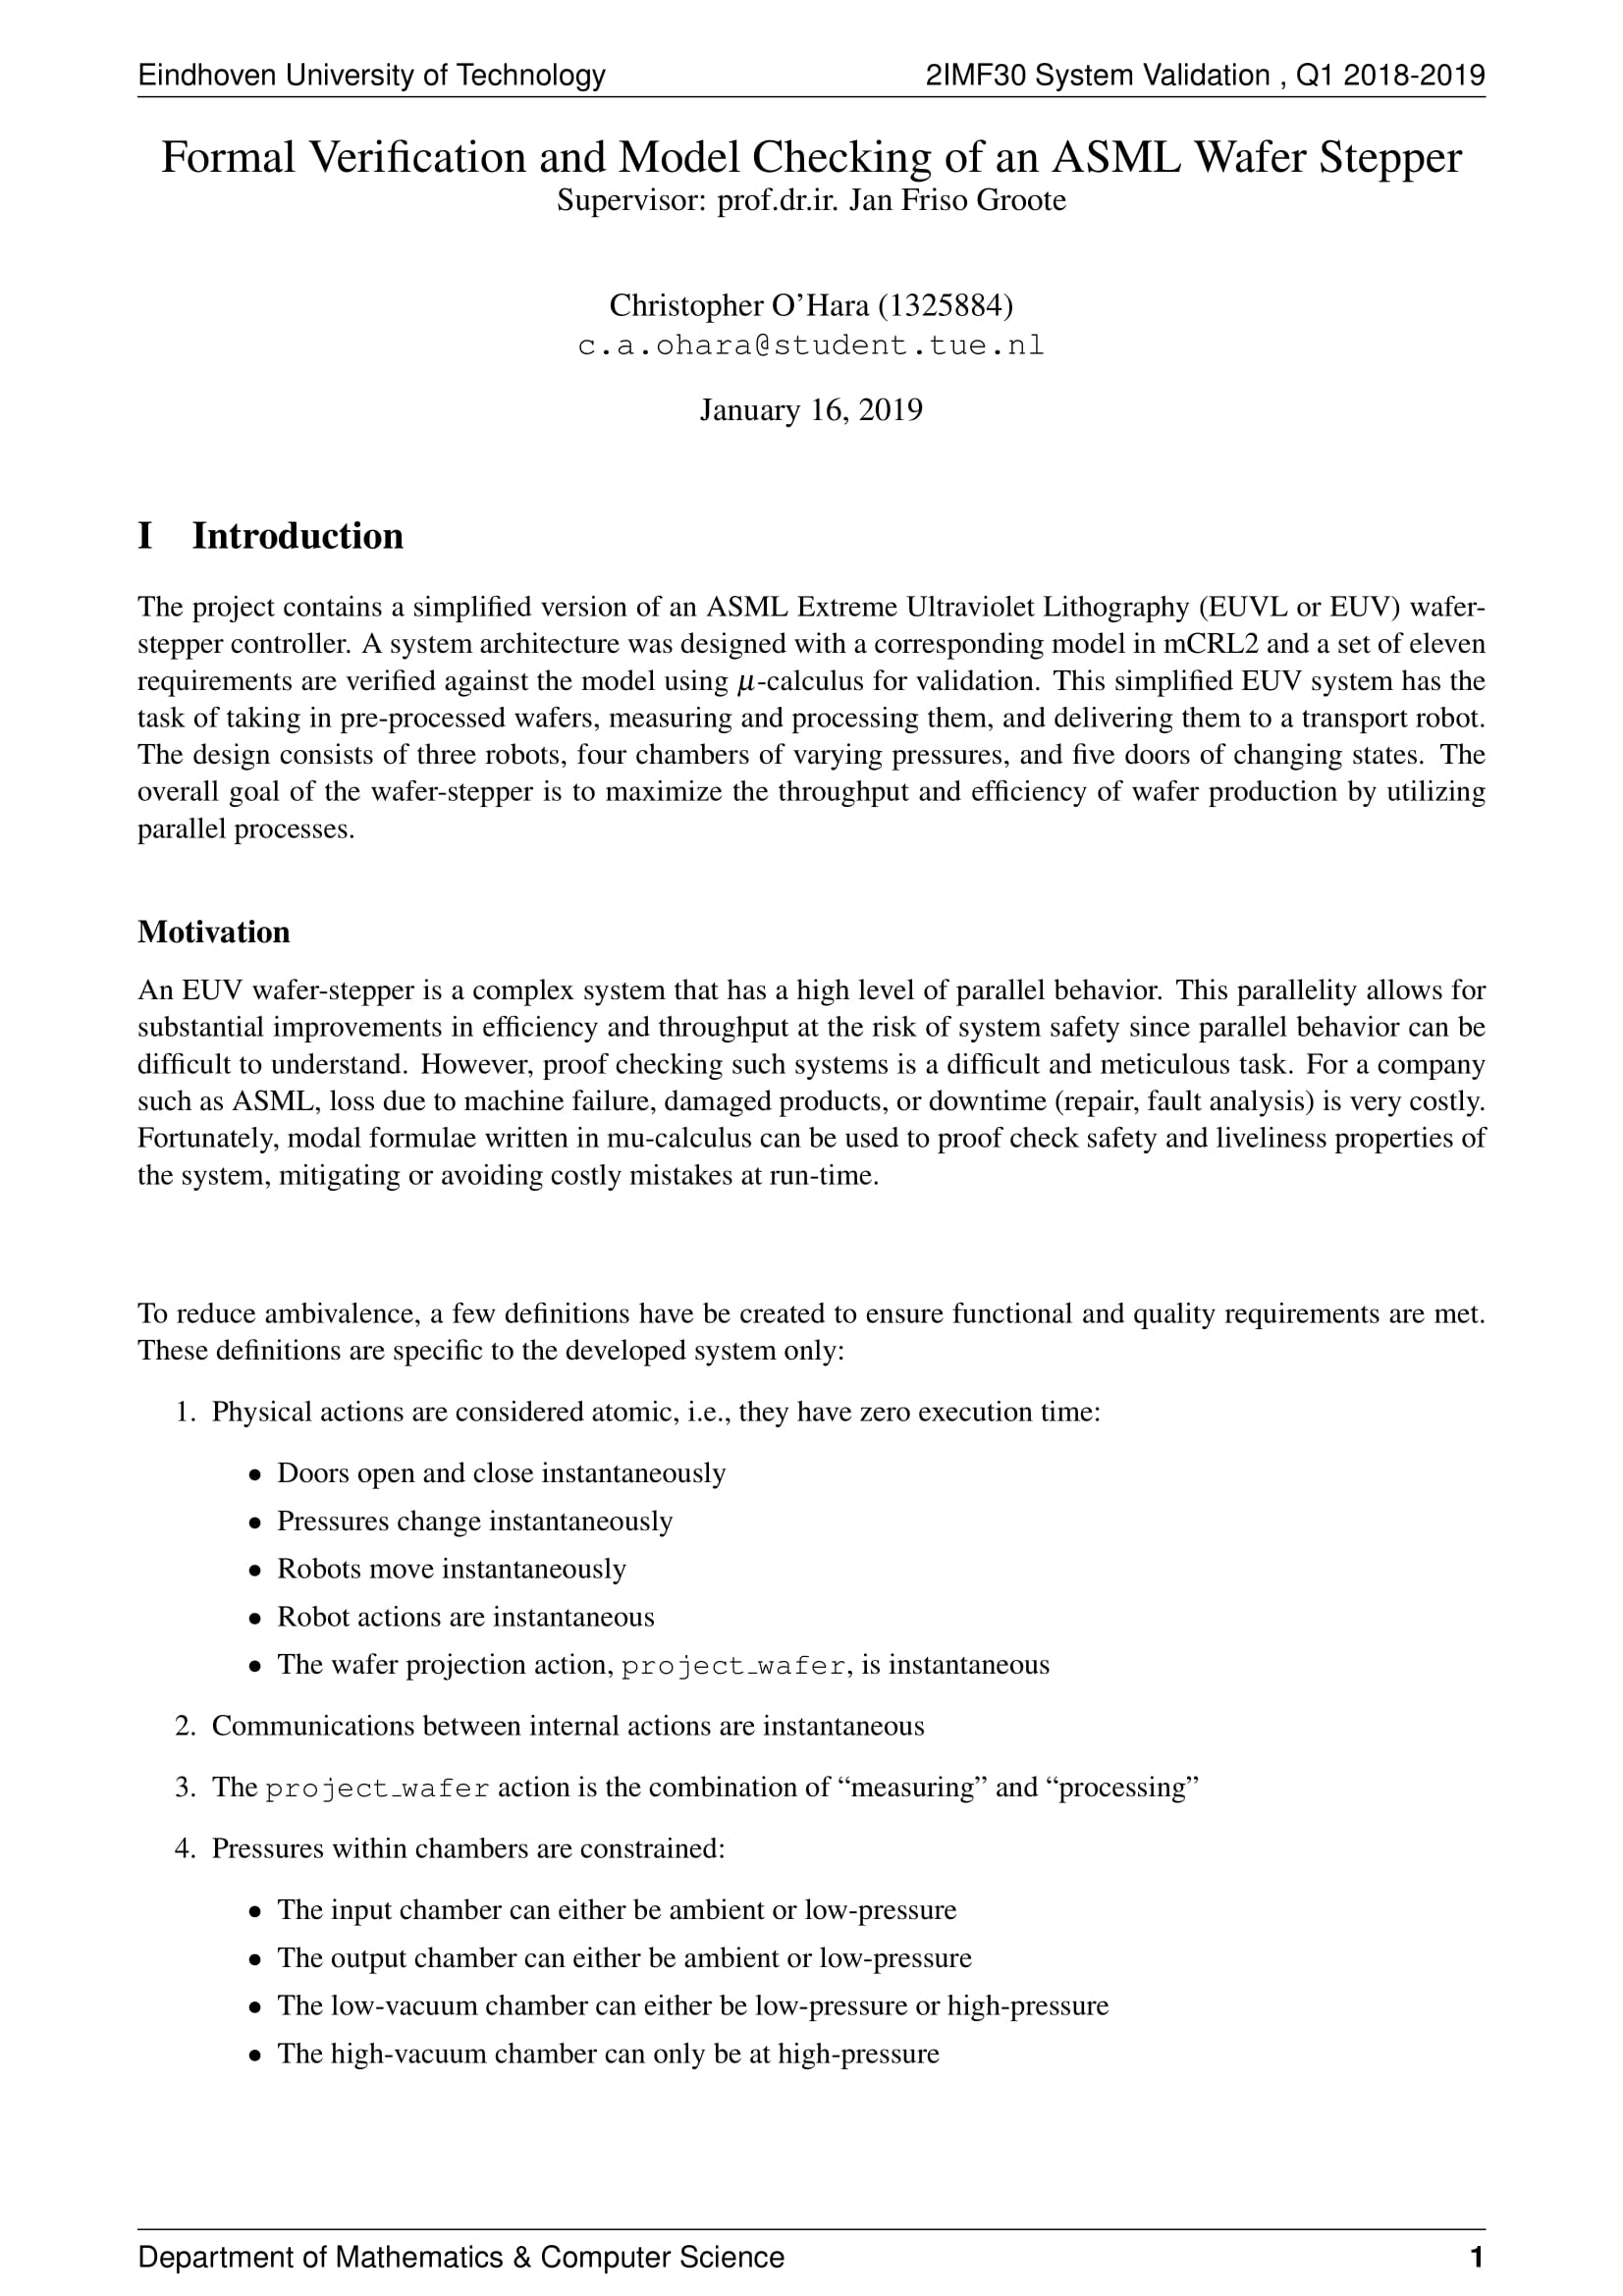 Eindhoven University of Technology 2IMF30 System Validation , Q1 2018-2019
Formal Verification and Model Checking of an ASML Wafer Stepper
Supervisor: prof.dr.ir. Jan Friso Groote
Christopher O'Hara (1325884)
c.a.ohara@student.tue.nl
January 16, 2019
I Introduction
The project contains a simplified version of an ASML Extreme Ultraviolet Lithography (EUVL or EUV) wafer-
stepper controller. A system architecture was designed with a corresponding model in mCRL2 and a set of eleven
requirements are verified against the model using μ-calculus for validation. This simplified EUV system has the
task of taking in pre-processed wafers, measuring and processing them, and delivering them to a transport robot.
The design consists of three robots, four chambers of varying pressures, and five doors of changing states. The
overall goal of the wafer-stepper is to maximize the throughput and efficiency of wafer production by utilizing
parallel processes.
Motivation
An EUV wafer-stepper is a complex system that has a high level of parallel behavior. This parallelity allows for
substantial improvements in efficiency and throughput at the risk of system safety since parallel behavior can be
difficult to understand. However, proof checking such systems is a difficult and meticulous task. For a company
such as ASML, loss due to machine failure, damaged products, or downtime (repair, fault analysis) is very costly.
Fortunately, modal formulae written in mu-calculus can be used to proof check safety and liveliness properties of
the system, mitigating or avoiding costly mistakes at run-time.
To reduce ambivalence, a few definitions have be created to ensure functional and quality requirements are met.
These definitions are specific to the developed system only:
1. Physical actions are considered atomic, i.e., they have zero execution time:
• Doors open and close instantaneously
• Pressures change instantaneously
• Robots move instantaneously
• Robot actions are instantaneous
• The wafer projection action, project_wafer, is instantaneous
2. Communications between internal actions are instantaneous
3. The project_wafer action is the combination of “measuring” and “processing”
4. Pressures within chambers are constrained:
• The input chamber can either be ambient or low-pressure
• The output chamber can either be ambient or low-pressure
• The low-vacuum chamber can either be low-pressure or high-pressure
• The high-vacuum chamber can only be at high-pressure
Department of Mathematics & Computer Science 1